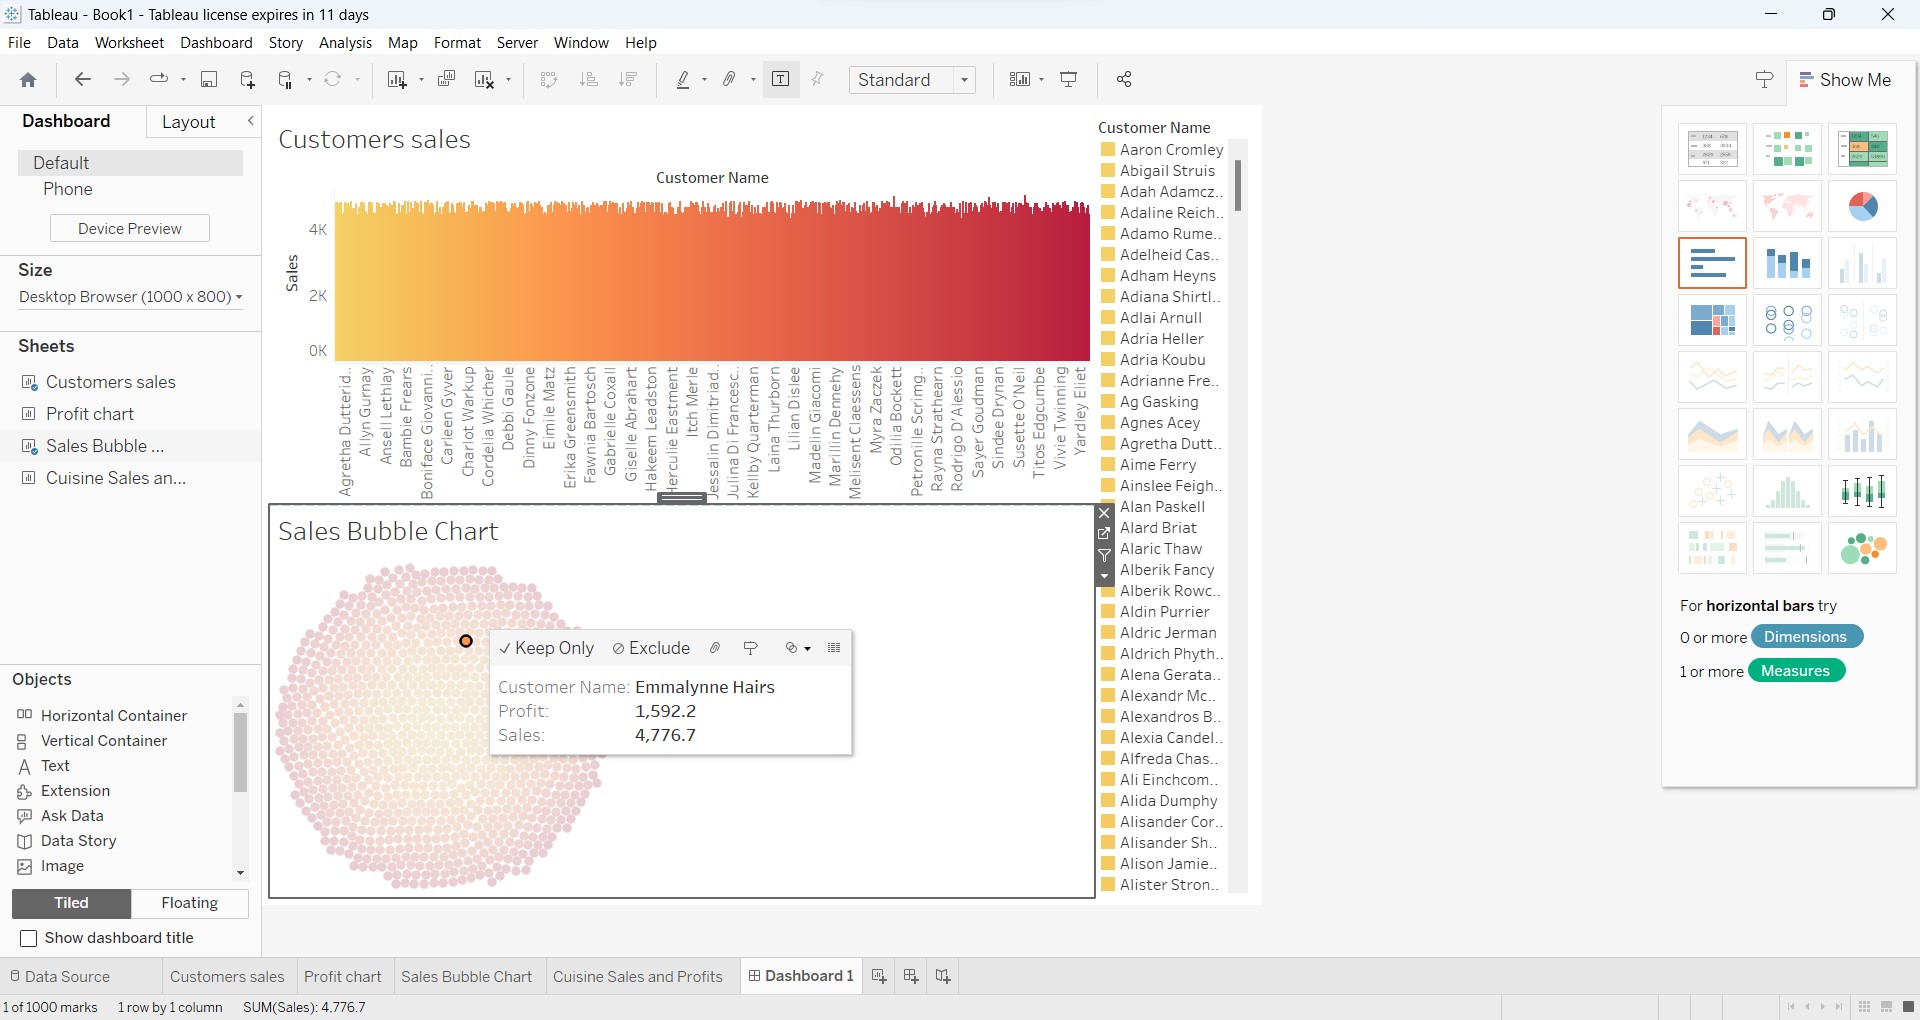 Tableau - Book1 - Tableau license expires in 11 days
File Data Worksheet Dashboard Story Analysis Map Format Server Window Help
Standard
Show Me
Dashboard
Layout
Default
Phone
Device Preview
Size
Desktop Browser (1000 x 800)
Sheets
Customers sales
Profit chart
Sales Bubble ...
Cuisine Sales an...
Objects
Horizontal Container
Vertical Container
Text
Extension
Ask Data
Data Story
Image
Tiled
Floating
Show dashboard title
Customers sales
Customer Name
Sales
4K
2K
0K
Agretha Dutterid..
Allyn Gurnay
Ansell Lethlay
Bambie Frears
Boniface Giovanni..
Carleen Gyver
Charlot Warkup
Cordelia Whicher
Debbi Gaule
Dinny Fonzone
Eimile Matz
Erika Greensmith
Fawnia Bartosch
Gabrielle Coxall
Giselle Abrahart
Hakeem Leadston
Herculie Eastment
Itch Merle
Jessalin Dimitriad..
Julina Di Francesc..
Kellby Quarterman
Laina Thurborn
Lilian Dislee
Madelin Giacomi
Marillin Dennehy
Melisent Claessens
Myra Zaczek
Odilia Bockett
Petronille Scrimg..
Rayna Strathearn
Rodrigo D'Alessio
Sayer Goudman
Sindee Drynan
Susette O'Neil
Titos Edgcumbe
Vivie Twinning
Yardley Eliet
Sales Bubble Chart
Keep Only
Exclude
Customer Name: Emmalynne Hairs
Profit: 1,592.2
Sales: 4,776.7
Customer Name
Aaron Cromley
Abigail Struis
Adah Adamcz..
Adaline Reich..
Adamo Rume..
Adelheid Cas..
Adham Heyns
Adiana Shirtl..
Adlai Arnull
Adria Heller
Adria Koubu
Adrianne Fre..
Ag Gasking
Agnes Acey
Agretha Dutt..
Aime Ferry
Ainslee Feigh..
Alan Paskell
Alard Briat
Alaric Thaw
Alberik Fancy
Alberik Rowc..
Aldin Purrier
Aldric Jerman
Aldrich Phyth..
Alena Gerata..
Alexandr Mc..
Alexandros B..
Alexia Candel..
Alfreda Chas..
Ali Einchcom..
Alida Dumphy
Alisander Cor..
Alisander Sh..
Alison Jamie..
Alister Stron..
For horizontal bars try
0 or more Dimensions
1 or more Measures
Data Source
Customers sales
Profit chart
Sales Bubble Chart
Cuisine Sales and Profits
Dashboard 1
1 of 1000 marks 1 row by 1 column SUM(Sales): 4,776.7